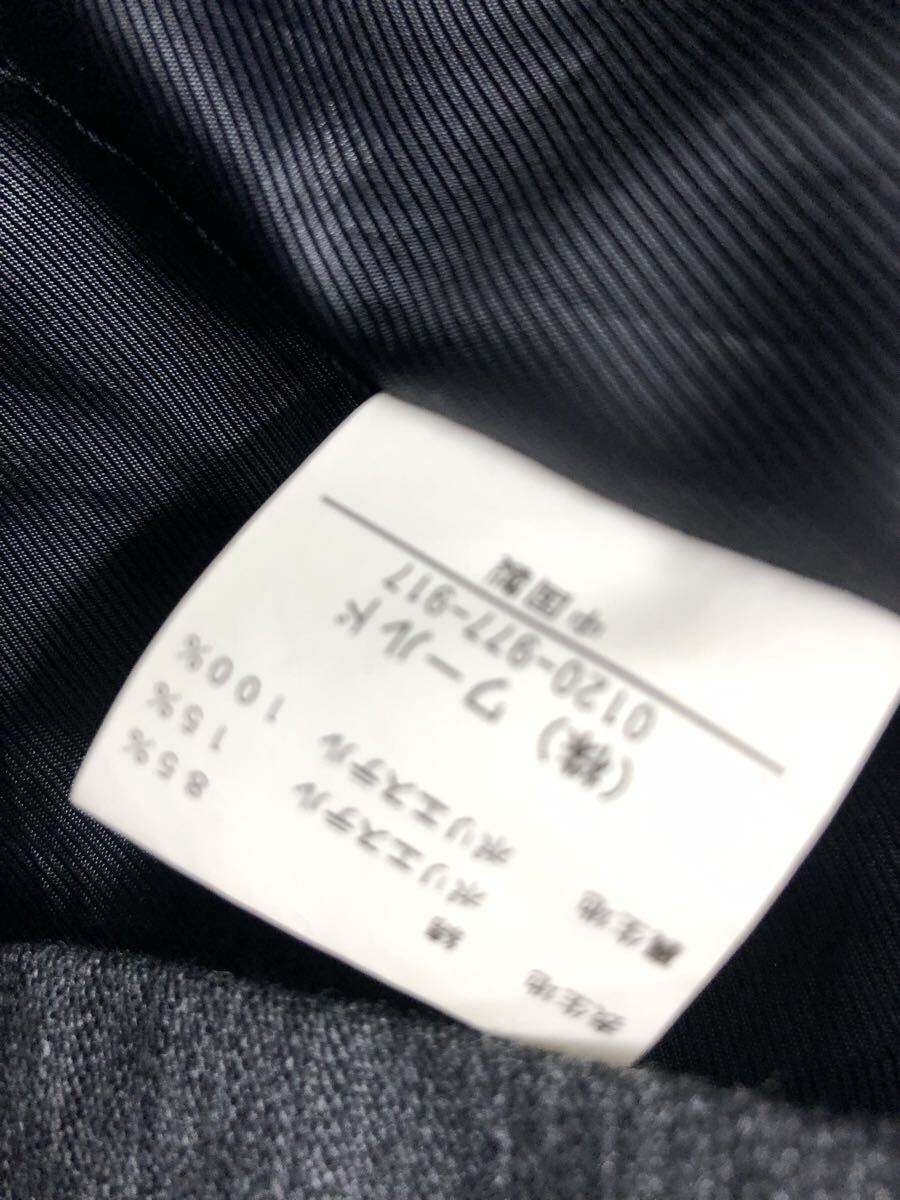 表生地 綿 85%
ポリエステル 15%
裏生地 ポリエステル 100%
(株) ワールド
0120-977-917
中国製